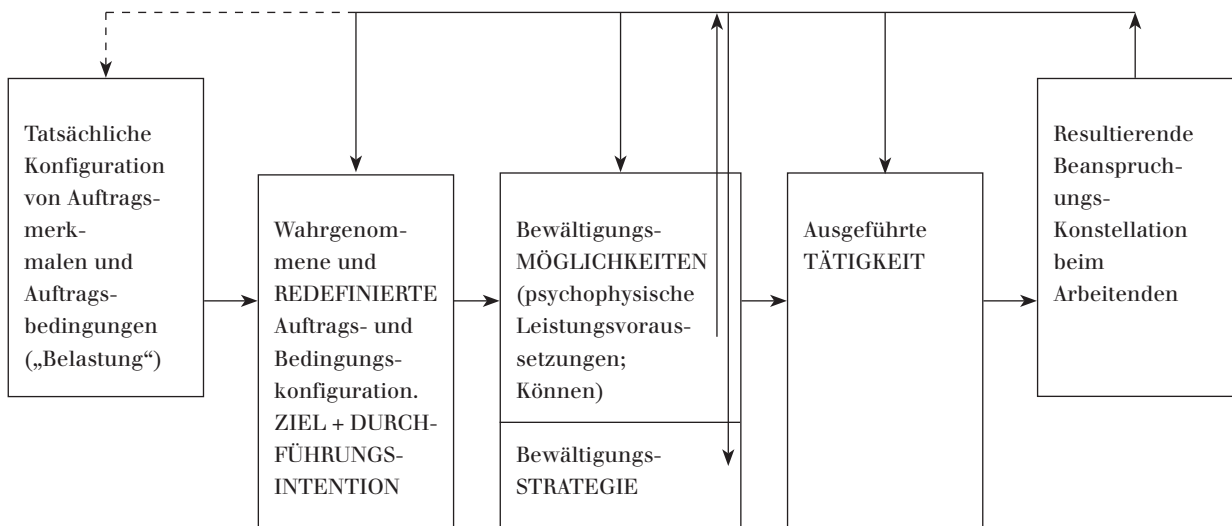 Tatsächliche
Konfiguration
von Auftrags-
merk-
malen und
Auftrags-
bedingungen
(„Belastung“)
Wahrgenom-
mene und
REDEFINIERTE
Auftrags- und
Bedingungs-
konfiguration.
ZIEL + DURCH-
FÜHRUNGS-
INTENTION
Bewältigungs-
MÖGLICHKEITEN
(psychophysische
Leistungsvoraus-
setzungen;
Können)
Bewältigungs-
STRATEGIE
Ausgeführte
TÄTIGKEIT
Resultierende
Beanspruch-
ungs-
Konstellation
beim
Arbeitenden